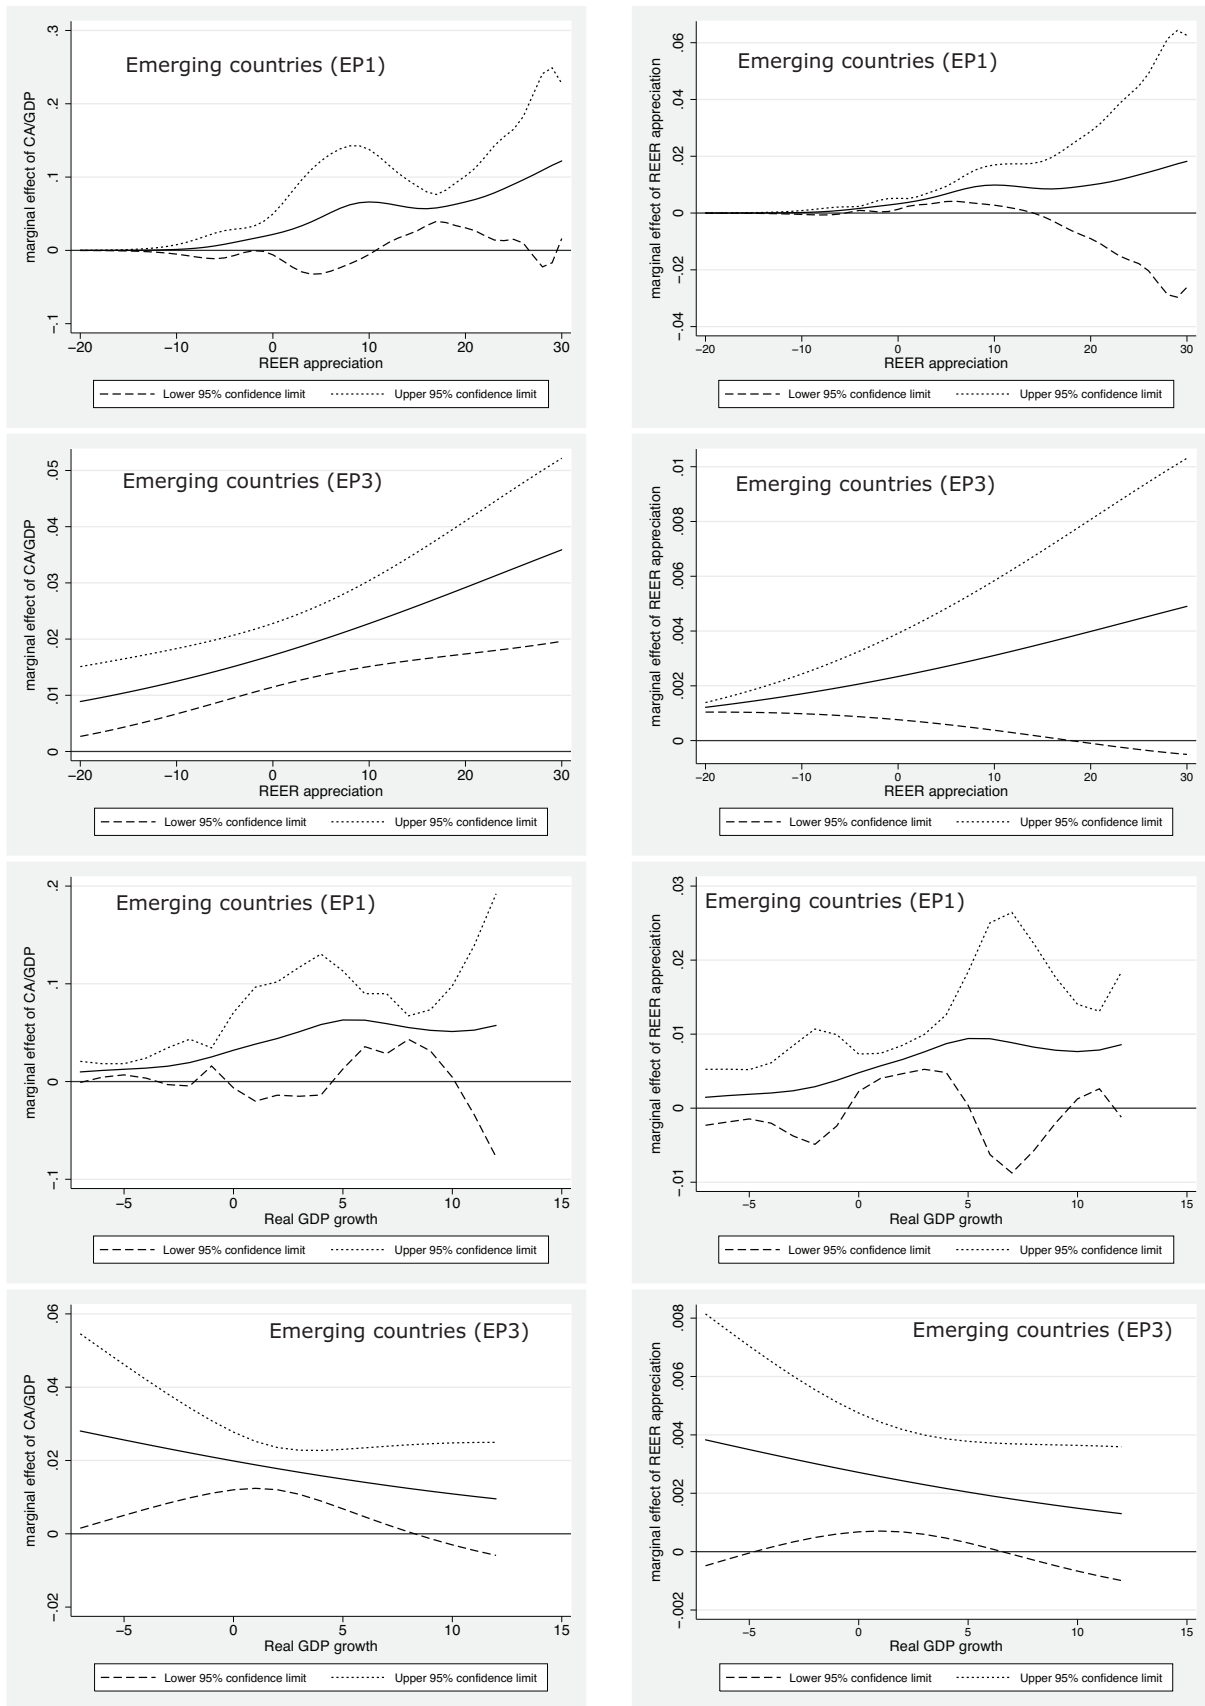 Emerging countries (EP1)
marginal effect of CA/GDP
.3
.2
.1
0
-.1
-20 -10 0 10 20 30
REER appreciation
Lower 95% confidence limit Upper 95% confidence limit
Emerging countries (EP1)
marginal effect of REER appreciation
.06
.04
.02
0
-.02
-.04
-20 -10 0 10 20 30
REER appreciation
Lower 95% confidence limit Upper 95% confidence limit
Emerging countries (EP3)
marginal effect of CA/GDP
.05
.04
.03
.02
.01
0
-20 -10 0 10 20 30
REER appreciation
Lower 95% confidence limit Upper 95% confidence limit
Emerging countries (EP3)
marginal effect of REER appreciation
.01
.008
.006
.004
.002
0
-20 -10 0 10 20 30
REER appreciation
Lower 95% confidence limit Upper 95% confidence limit
Emerging countries (EP1)
marginal effect of CA/GDP
.2
.1
0
-.1
-5 0 5 10 15
Real GDP growth
Lower 95% confidence limit Upper 95% confidence limit
Emerging countries (EP1)
marginal effect of REER appreciation
.03
.02
.01
0
-.01
-5 0 5 10 15
Real GDP growth
Lower 95% confidence limit Upper 95% confidence limit
Emerging countries (EP3)
marginal effect of CA/GDP
.06
.04
.02
0
-.02
-5 0 5 10 15
Real GDP growth
Lower 95% confidence limit Upper 95% confidence limit
Emerging countries (EP3)
marginal effect of REER appreciation
.008
.006
.004
.002
0
-.002
-5 0 5 10 15
Real GDP growth
Lower 95% confidence limit Upper 95% confidence limit